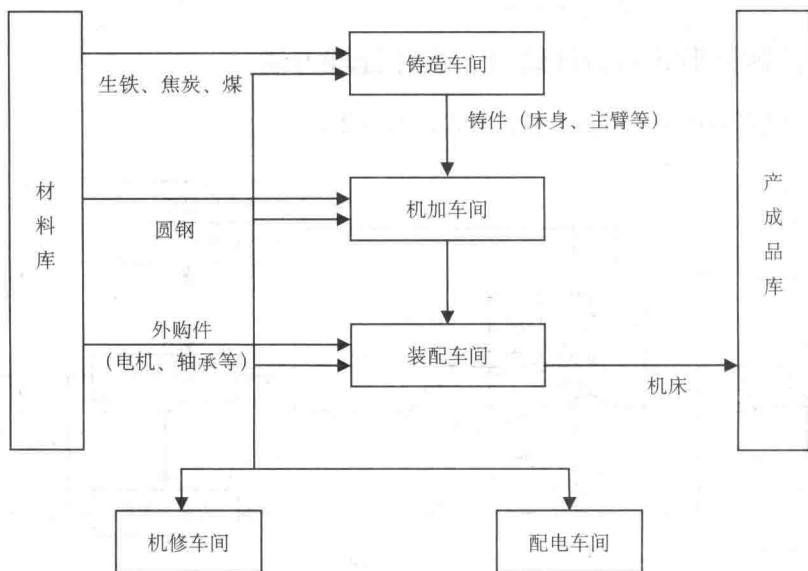 铸造车间
生铁、焦炭、煤
铸件（床身、主臂等）
材料库
机加车间
圆钢
产成品库
外购件
（电机、轴承等）
装配车间
机床
机修车间
配电车间